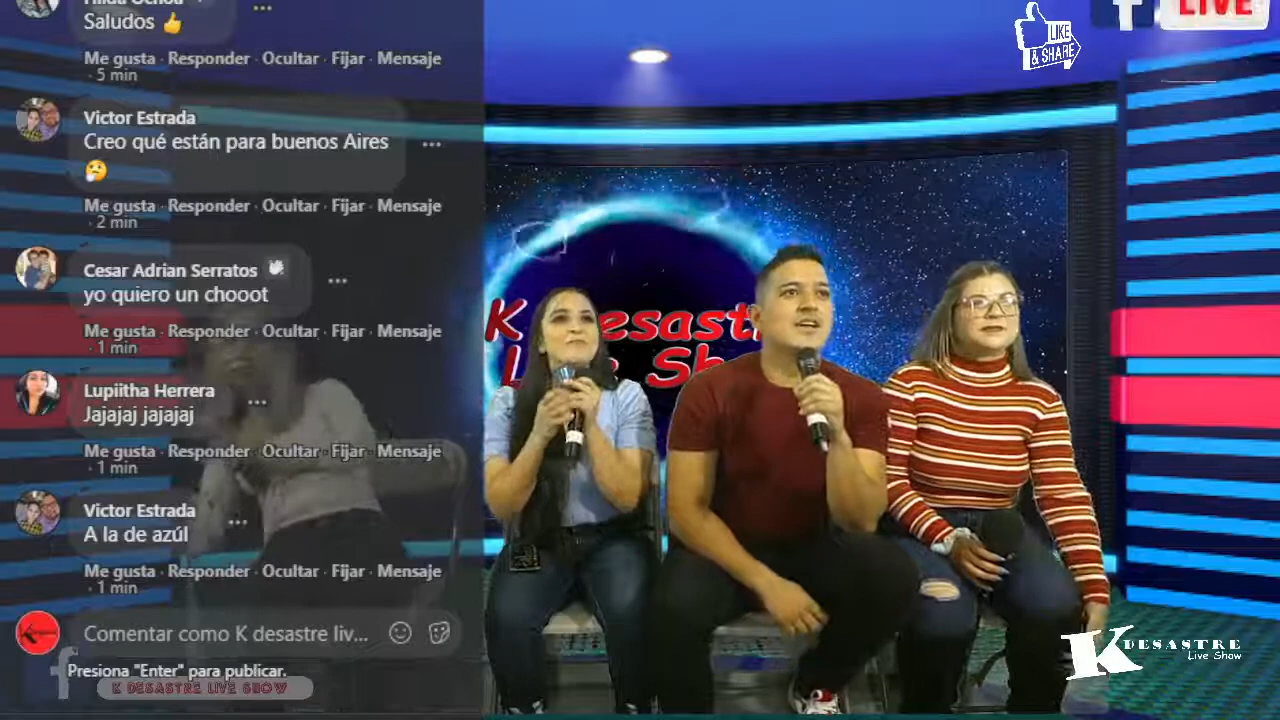 Hilda Ochoa
Saludos 👍
Me gusta · Responder · Ocultar · Fijar · Mensaje
· 5 min
Victor Estrada
Creo qué están para buenos Aires
🤔
Me gusta · Responder · Ocultar · Fijar · Mensaje
· 2 min
Cesar Adrian Serratos
yo quiero un chooot
Me gusta · Responder · Ocultar · Fijar · Mensaje
· 1 min
Lupiitha Herrera
Jajajaj jajajaj
Me gusta · Responder · Ocultar · Fijar · Mensaje
· 1 min
Victor Estrada
A la de azúl
Me gusta · Responder · Ocultar · Fijar · Mensaje
· 1 min
Comentar como K desastre liv...
Presiona "Enter" para publicar.
K DESASTRE LIVE SHOW
LIKE
& SHARE
f LIVE
K esast
L Sh
K DESASTRE
Live Show